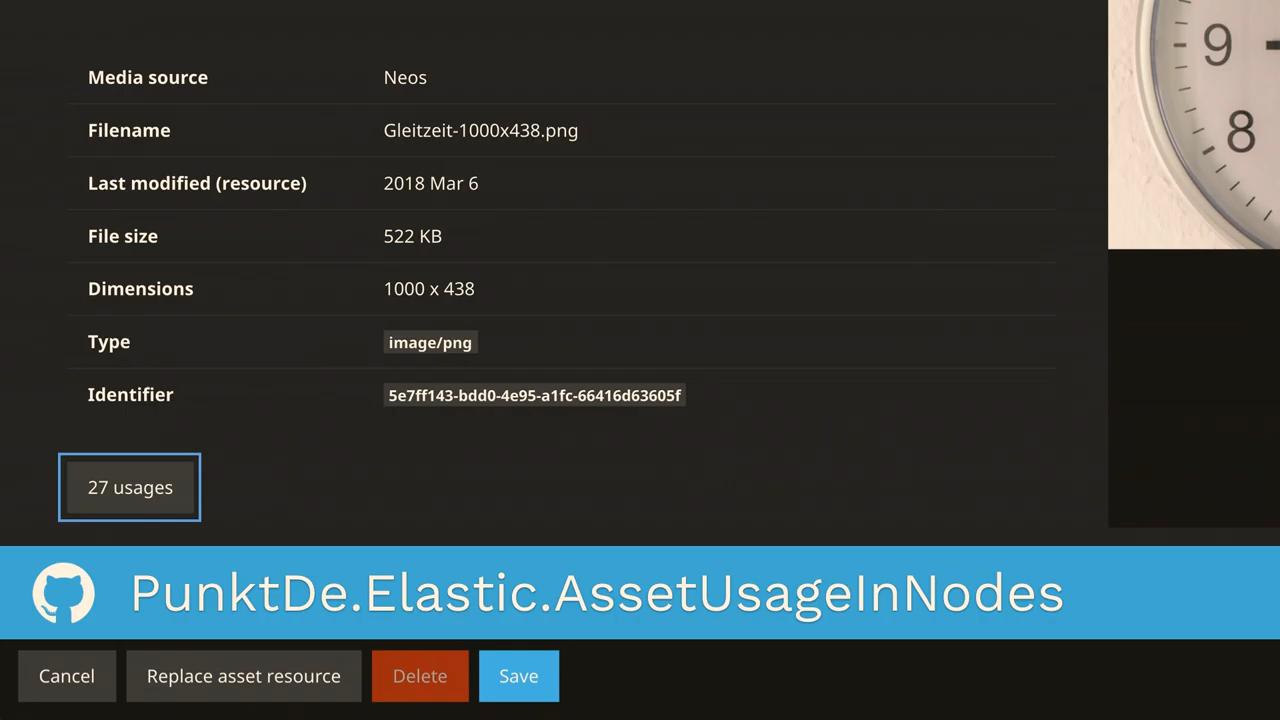 Media source Neos
Filename Gleitzeit-1000x438.png
Last modified (resource) 2018 Mar 6
File size 522 KB
Dimensions 1000 x 438
Type image/png
Identifier 5e7ff143-bdd0-4e95-a1fc-66416d63605f
27 usages
9
8
PunktDe.Elastic.AssetUsageInNodes
Cancel Replace asset resource Delete Save